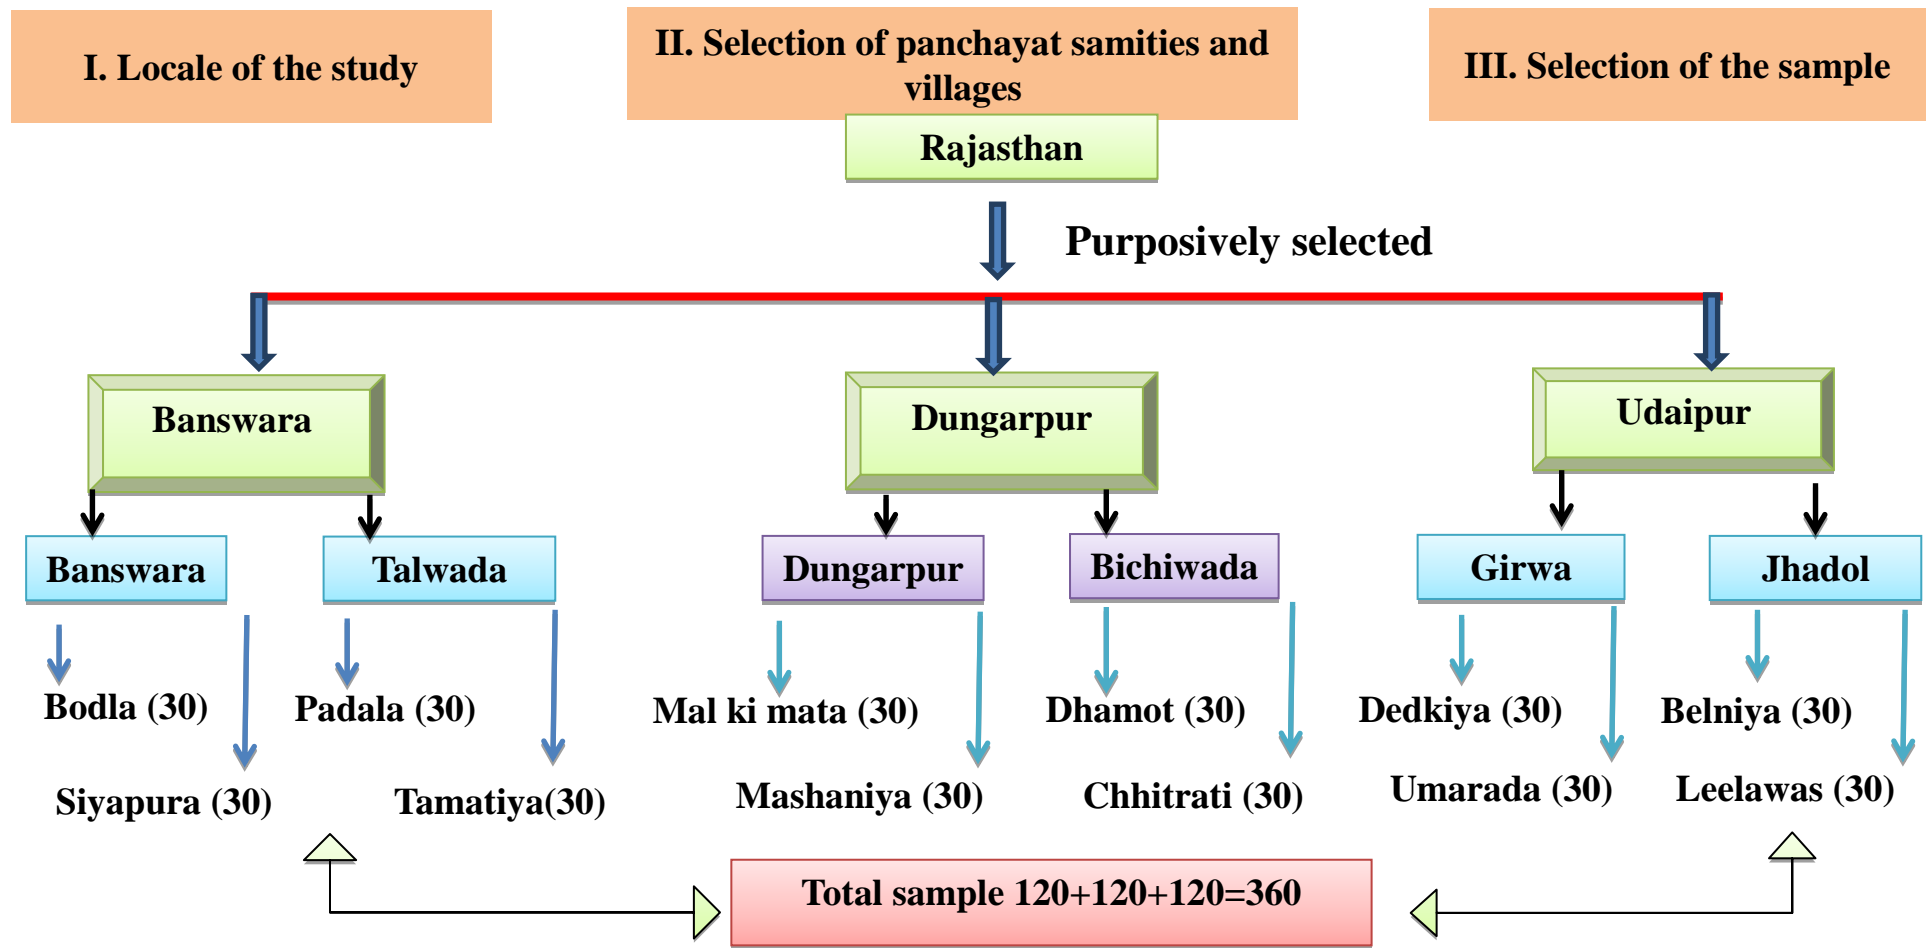 I. Locale of the study
II. Selection of panchayat samities and
villages
III. Selection of the sample
Rajasthan
Purposively selected
Banswara
Dungarpur
Udaipur
Banswara
Talwada
Dungarpur
Bichiwada
Girwa
Jhadol
Bodla (30)
Padala (30)
Mal ki mata (30)
Dhamot (30)
Dedkiya (30)
Belniya (30)
Siyapura (30)
Tamatiya(30)
Mashaniya (30)
Chhitrati (30)
Umarada (30)
Leelawas (30)
Total sample 120+120+120=360